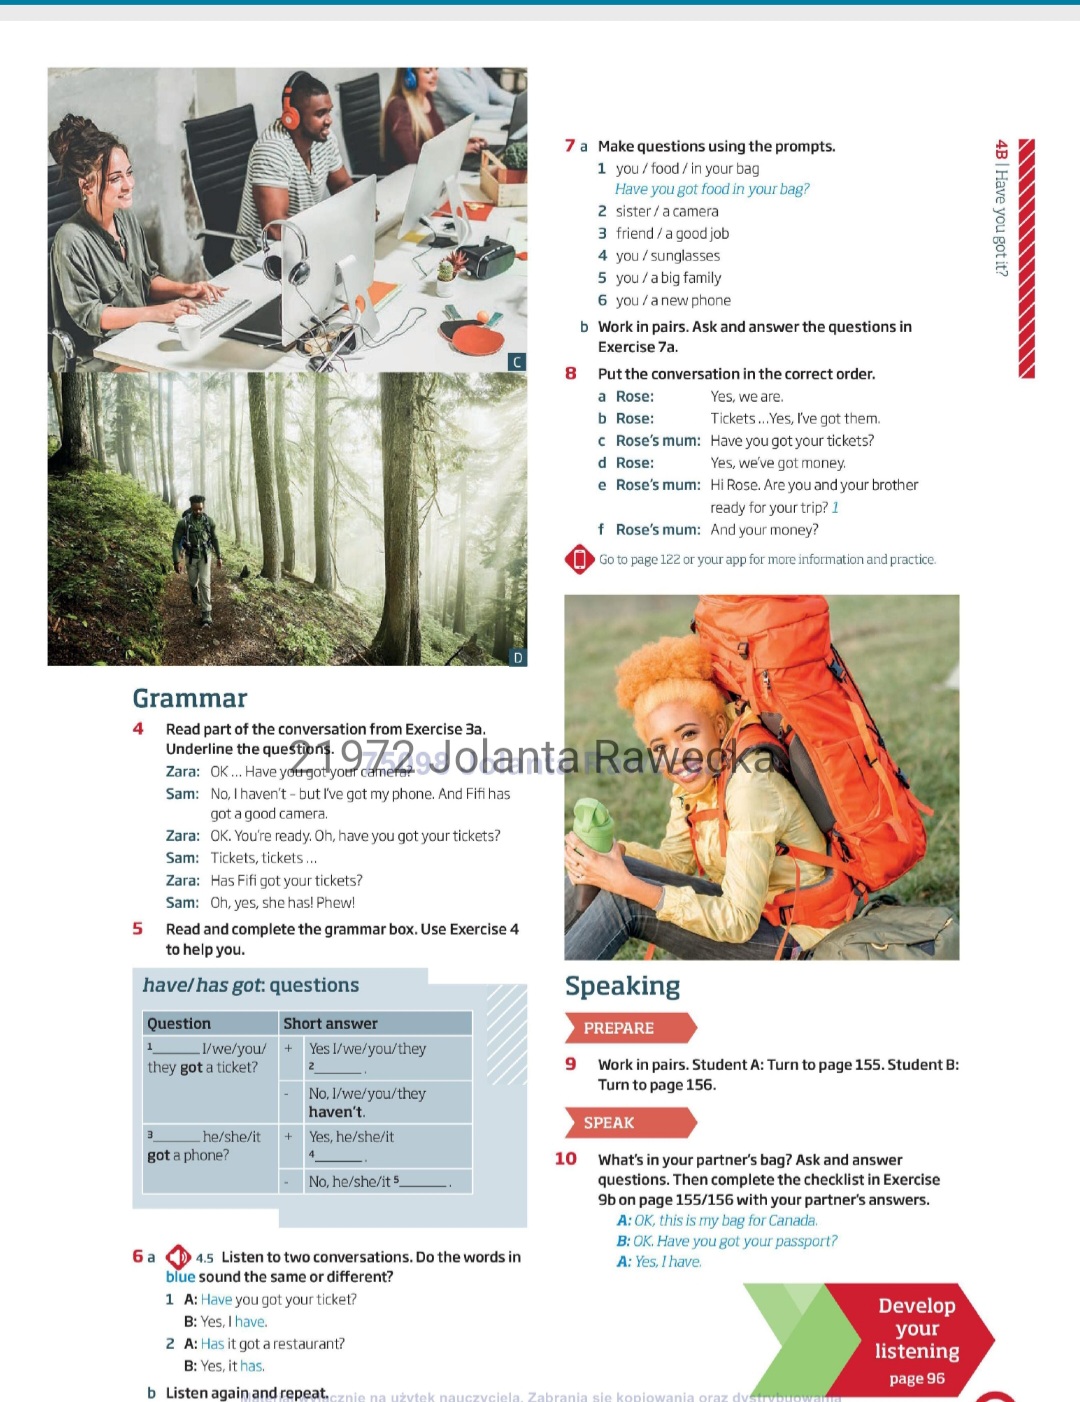 C
D
Grammar
4 Read part of the conversation from Exercise 3a.
Underline the questions.
Zara: OK ... Have you got your camera?
Sam: No, I haven't – but I've got my phone. And Fifi has
got a good camera.
Zara: OK. You're ready. Oh, have you got your tickets?
Sam: Tickets, tickets ...
Zara: Has Fifi got your tickets?
Sam: Oh, yes, she has! Phew!
5 Read and complete the grammar box. Use Exercise 4
to help you.
have/has got: questions
Question Short answer
1______ I/we/you/
they got a ticket?
+ Yes I/we/you/they
2______.
- No, I/we/you/they
haven't.
3______ he/she/it
got a phone?
+ Yes, he/she/it
4______.
- No, he/she/it 5______.
6 a 4.5 Listen to two conversations. Do the words in
blue sound the same or different?
1 A: Have you got your ticket?
B: Yes, I have.
2 A: Has it got a restaurant?
B: Yes, it has.
b Listen again and repeat.
7 a Make questions using the prompts.
1 you / food / in your bag
Have you got food in your bag?
2 sister / a camera
3 friend / a good job
4 you / sunglasses
5 you / a big family
6 you / a new phone
b Work in pairs. Ask and answer the questions in
Exercise 7a.
8 Put the conversation in the correct order.
a Rose: Yes, we are.
b Rose: Tickets ...Yes, I've got them.
c Rose's mum: Have you got your tickets?
d Rose: Yes, we've got money.
e Rose's mum: Hi Rose. Are you and your brother
ready for your trip? 1
f Rose's mum: And your money?
Go to page 122 or your app for more information and practice.
Speaking
PREPARE
9 Work in pairs. Student A: Turn to page 155. Student B:
Turn to page 156.
SPEAK
10 What's in your partner's bag? Ask and answer
questions. Then complete the checklist in Exercise
9b on page 155/156 with your partner's answers.
A: OK, this is my bag for Canada.
B: OK. Have you got your passport?
A: Yes, I have.
Develop
your
listening
page 96
4B | Have you got it?
21972 Jolanta Rawecka
na użytek nauczyciela. Zabrania się kopiowania oraz dystrybuowania